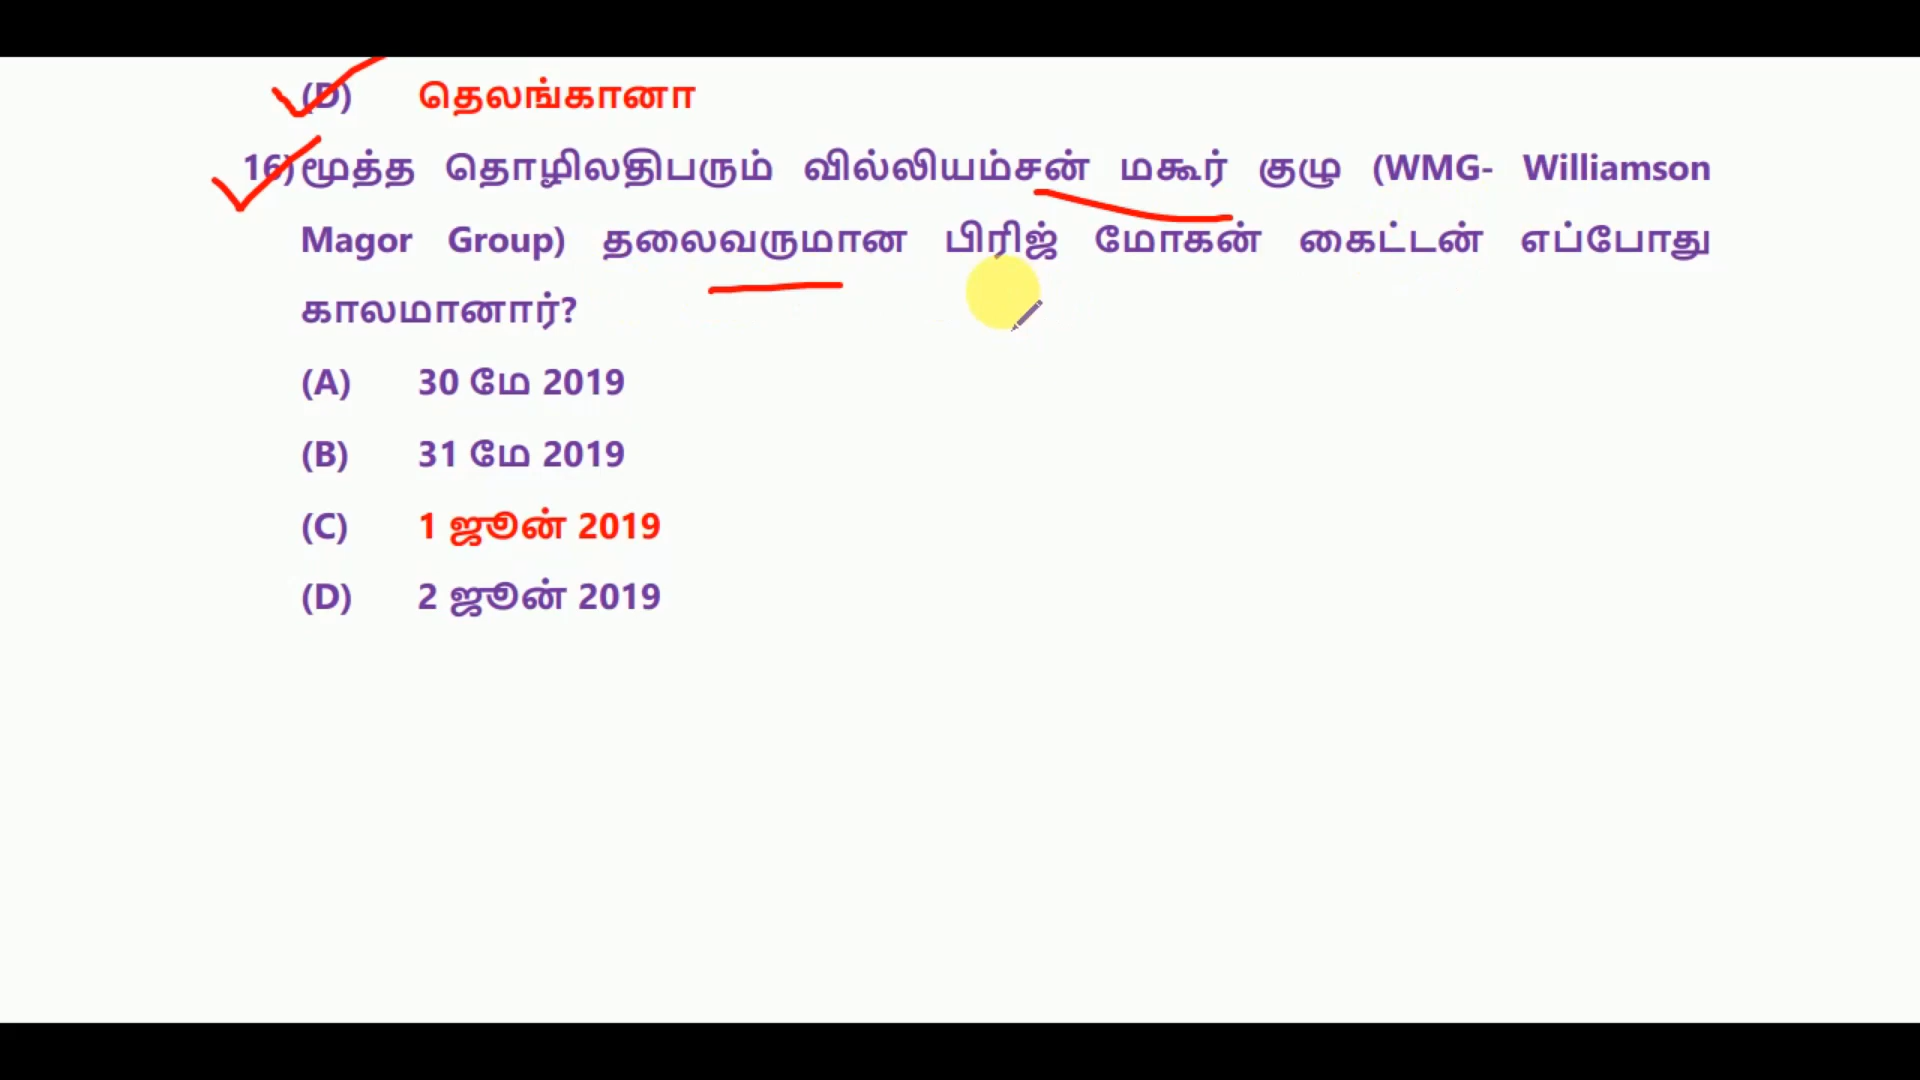 (D) தெலங்கானா
16) மூத்த தொழிலதிபரும் வில்லியம்சன் மகூர் குழு (WMG- Williamson
Magor Group) தலைவருமான பிரிஜ் மோகன் கைட்டன் எப்போது
காலமானார்?
(A) 30 மே 2019
(B) 31 மே 2019
(C) 1 ஜூன் 2019
(D) 2 ஜூன் 2019